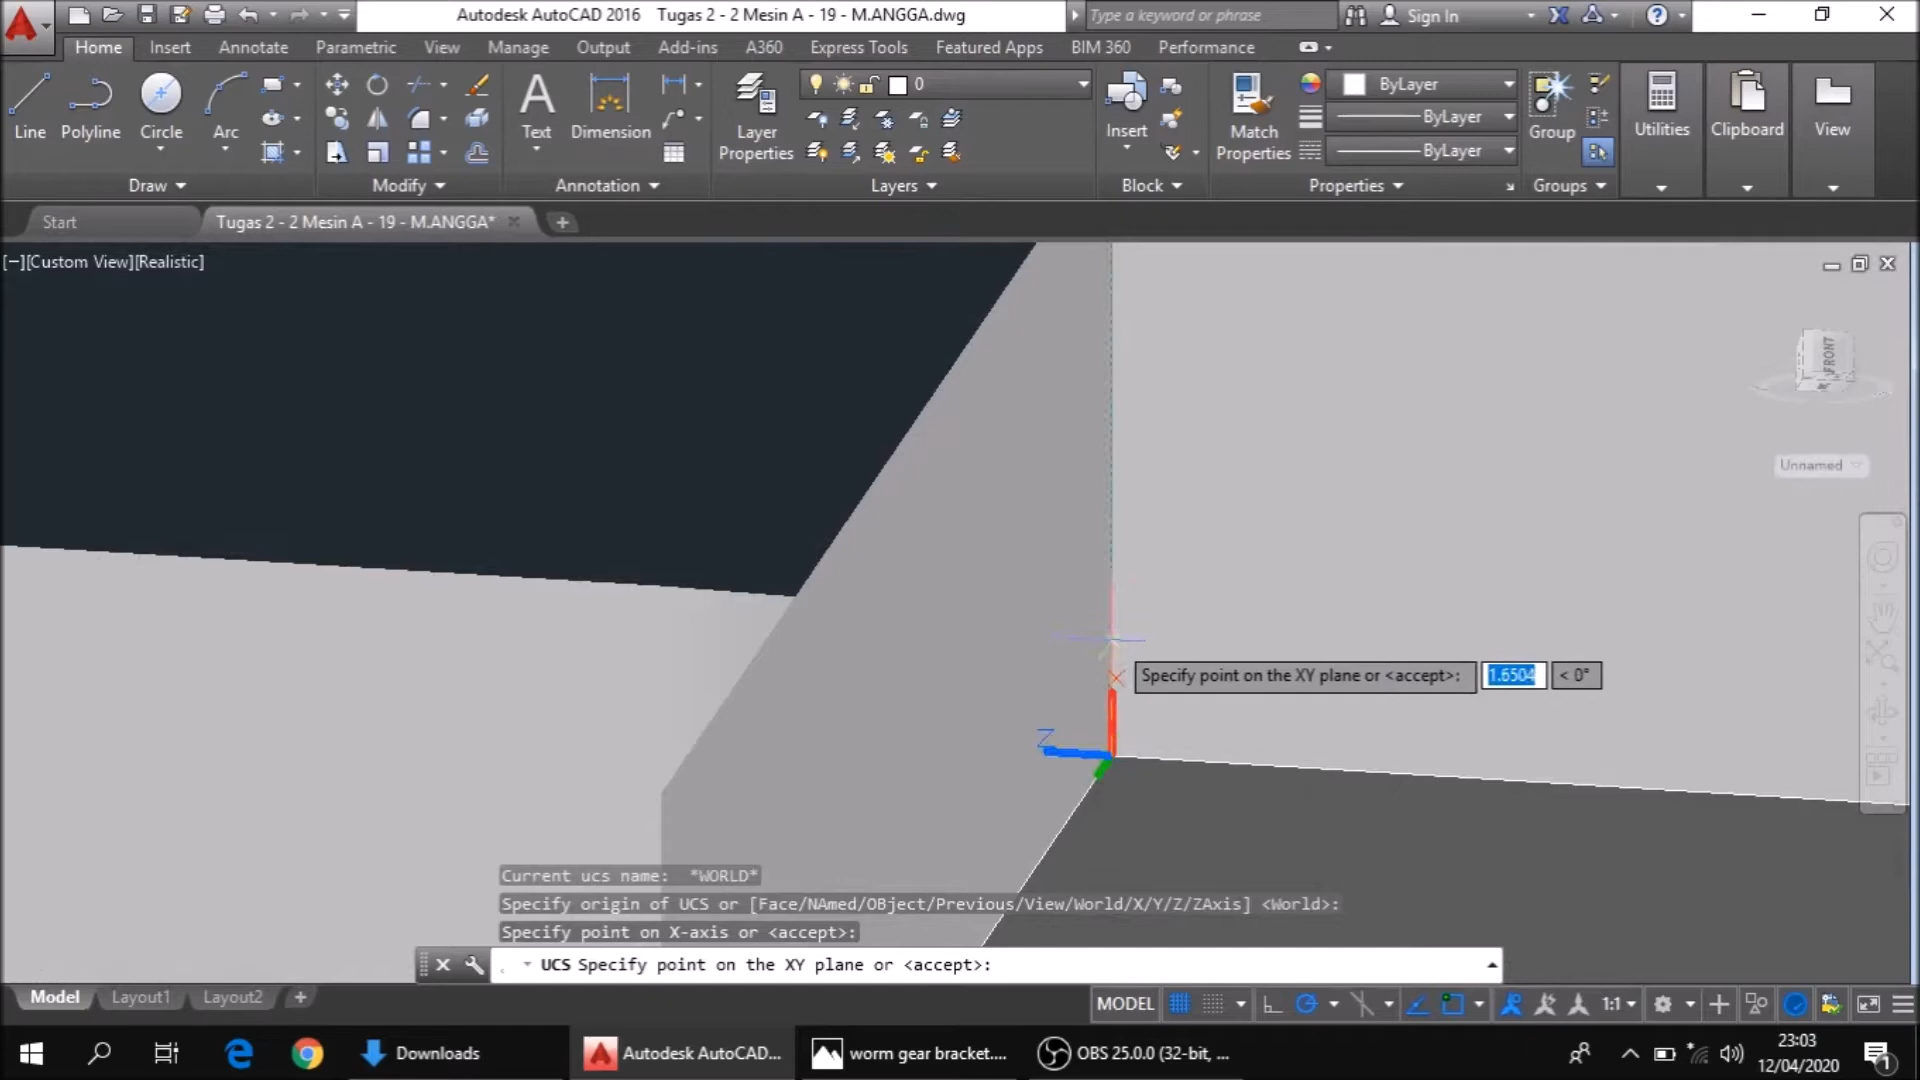 Autodesk AutoCAD 2016 Tugas 2 - 2 Mesin A - 19 - M.ANGGA.dwg
Type a keyword or phrase
Sign In
Home Insert Annotate Parametric View Manage Output Add-ins A360 Express Tools Featured Apps BIM 360 Performance
Line Polyline Circle Arc
Text Dimension
Layer Properties
0
Insert
Match Properties
ByLayer
ByLayer
ByLayer
Group
Utilities
Clipboard
View
Draw Modify Annotation Layers Block Properties Groups
Start Tugas 2 - 2 Mesin A - 19 - M.ANGGA*
[−][Custom View][Realistic]
FRONT
Unnamed
Specify point on the XY plane or <accept>: 1.6504 < 0°
Z
Current ucs name: *WORLD*
Specify origin of UCS or [Face/NAmed/OBject/Previous/View/World/X/Y/Z/ZAxis] <World>:
Specify point on X-axis or <accept>:
UCS Specify point on the XY plane or <accept>:
Model Layout1 Layout2
MODEL 1:1
Downloads Autodesk AutoCAD... worm gear bracket.... OBS 25.0.0 (32-bit, ...
23:03
12/04/2020
1